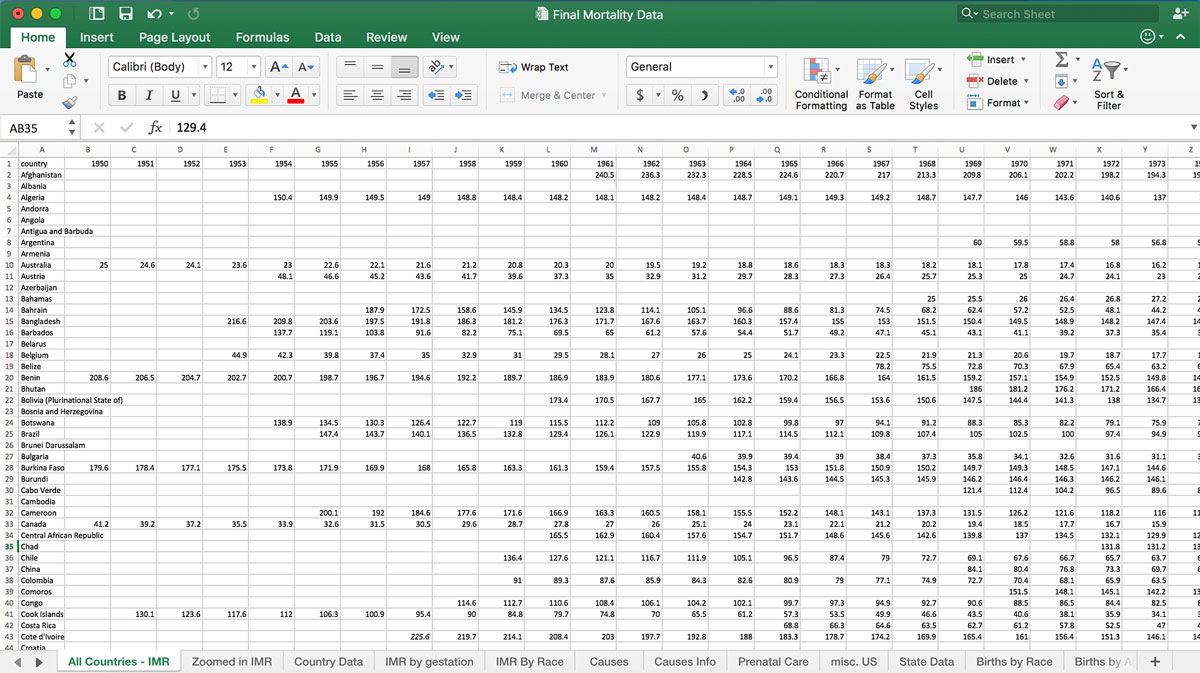 Final Mortality Data
Search Sheet
Home Insert Page Layout Formulas Data Review View
Paste
Calibri (Body) 12 A A
B I U A
Wrap Text
Merge & Center
General
$ % .00 .0 .00 .0
Conditional Formatting
Format as Table
Cell Styles
Insert
Delete
Format
Sort & Filter
AB35 fx 129.4
A B C D E F G H I J K L M N O P Q R S T U V W X Y Z
1 country 1950 1951 1952 1953 1954 1955 1956 1957 1958 1959 1960 1961 1962 1963 1964 1965 1966 1967 1968 1969 1970 1971 1972 1973
2 Afghanistan 240.5 236.3 232.3 228.5 224.6 220.7 217 213.3 209.8 206.1 202.2 198.2 194.3
3 Albania
4 Algeria 150.4 149.9 149.5 149 148.8 148.4 148.2 148.1 148.2 148.4 148.7 149.1 149.3 149.2 148.7 147.7 146 143.6 140.6 137
5 Andorra
6 Angola
7 Antigua and Barbuda
8 Argentina 60 59.5 58.8 58 56.8
9 Armenia
10 Australia 25 24.6 24.1 23.6 23 22.6 22.1 21.6 21.2 20.8 20.3 20 19.5 19.2 18.8 18.6 18.3 18.3 18.2 18.1 17.8 17.4 16.8 16.2
11 Austria 48.1 46.6 45.2 43.6 41.7 39.6 37.3 35 32.9 31.2 29.7 28.3 27.3 26.4 25.7 25.3 25 24.7 24.1 23
12 Azerbaijan
13 Bahamas 25 25.5 26 26.4 26.8 27.2
14 Bahrain 187.9 172.5 158.6 145.9 134.5 123.8 114.1 105.1 96.6 88.6 81.3 74.5 68.2 62.4 57.2 52.5 48.1 44.2
15 Bangladesh 216.6 209.8 203.6 197.5 191.8 186.3 181.2 176.3 171.7 167.6 163.7 160.3 157.4 155 153 151.5 150.4 149.5 148.9 148.2 147.4
16 Barbados 137.7 119.1 103.8 91.6 82.2 75.1 69.5 65 61.2 57.6 54.4 51.7 49.2 47.1 45.1 43.1 41.1 39.2 37.3 35.4
17 Belarus
18 Belgium 44.9 42.3 39.8 37.4 35 32.9 31 29.5 28.1 27 26 25.1 24.1 23.3 22.5 21.9 21.3 20.6 19.7 18.7 17.7
19 Belize 78.2 75.5 72.8 70.3 67.9 65.4 63.2
20 Benin 208.6 206.5 204.7 202.7 200.7 198.7 196.7 194.6 192.2 189.7 186.9 183.9 180.6 177.1 173.6 170.2 166.8 164 161.5 159.2 157.1 154.9 152.5 149.8
21 Bhutan 186 181.2 176.2 171.2 166.4
22 Bolivia (Plurinational State of) 173.4 170.5 167.7 165 162.2 159.4 156.5 153.6 150.6 147.5 144.4 141.3 138 134.7
23 Bosnia and Herzegovina
24 Botswana 138.9 134.5 130.3 126.4 122.7 119 115.5 112.2 109 105.8 102.8 99.8 97 94.1 91.2 88.3 85.3 82.2 79.1 75.9
25 Brazil 147.4 143.7 140.1 136.5 132.8 129.4 126.1 122.9 119.9 117.1 114.5 112.1 109.8 107.4 105 102.5 100 97.4 94.9
26 Brunei Darussalam
27 Bulgaria 40.6 39.9 39.4 39 38.4 37.3 35.8 34.1 32.6 31.6 31.1
28 Burkina Faso 179.6 178.4 177.1 175.5 173.8 171.9 169.9 168 165.8 163.3 161.3 159.4 157.5 155.8 154.3 153 151.8 150.9 150.2 149.7 149.3 148.5 147.1 144.6
29 Burundi 142.8 143.6 144.5 145.3 145.9 146.2 146.4 146.3 146.2 146.1
30 Cabo Verde 121.4 112.4 104.2 96.5 89.6
31 Cambodia
32 Cameroon 200.1 192 184.6 177.6 171.6 166.9 163.3 160.5 158.1 155.5 152.2 148.1 143.1 137.3 131.5 126.2 121.6 118.2 116
33 Canada 41.2 39.2 37.2 35.5 33.9 32.6 31.5 30.5 29.6 28.7 27.8 27 26 25.1 24 23.1 22.1 21.2 20.2 19.4 18.5 17.7 16.7 15.9
34 Central African Republic 165.5 162.9 160.4 157.6 154.7 151.7 148.6 145.6 142.6 139.8 137 134.5 132.1 129.9
35 Chad 131.8 131.2
36 Chile 136.4 127.6 121.1 116.7 111.9 105.1 96.5 87.4 79 72.7 69.1 67.6 66.7 65.7 63.7
37 China 84.1 80.4 76.8 73.3 69.7
38 Colombia 91 89.3 87.6 85.9 84.3 82.6 80.9 79 77.1 74.9 72.7 70.4 68.1 65.9 63.5
39 Comoros 151.5 148.1 145.1 142.2
40 Congo 114.6 112.7 110.6 108.4 106.1 104.2 102.1 99.7 97.3 94.9 92.7 90.6 88.5 86.5 84.4 82.5
41 Cook Islands 130.1 123.6 117.6 112 106.3 100.9 95.4 90 84.8 79.7 74.8 70 65.5 61.2 57.3 53.5 49.9 46.6 43.5 40.6 38.1 35.9 34.1
42 Costa Rica 68.8 66.3 64.6 63.5 62.7 61.2 57.8 52.5 47
43 Cote d'Ivoire 225.6 219.7 214.1 208.4 203 197.7 192.8 188 183.3 178.7 174.2 169.9 165.4 161 156.4 151.3 146.1
44 Croatia
All Countries - IMR Zoomed in IMR Country Data IMR by gestation IMR By Race Causes Causes Info Prenatal Care misc. US State Data Births by Race Births by